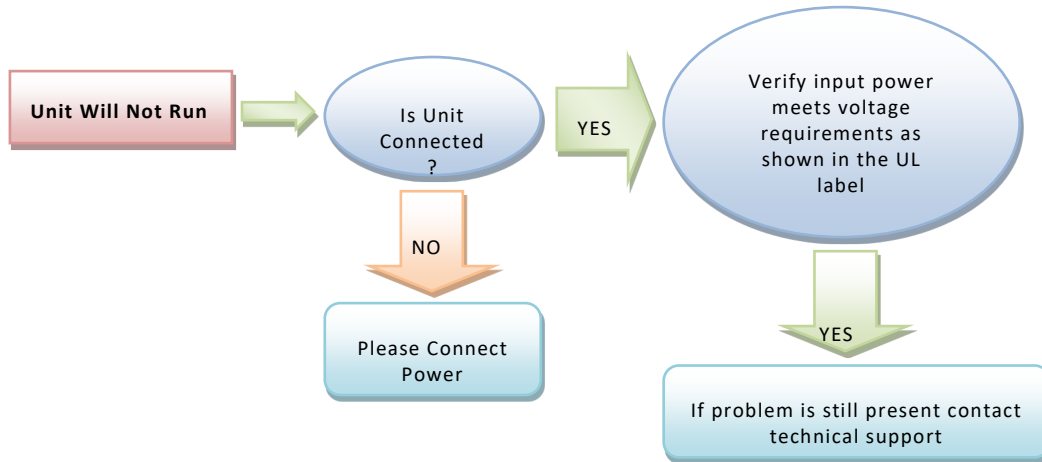 Unit Will Not Run
Is Unit
Connected
?
YES
Verify input power
meets voltage
requirements as
shown in the UL
label
NO
Please Connect
Power
YES
If problem is still present contact
technical support